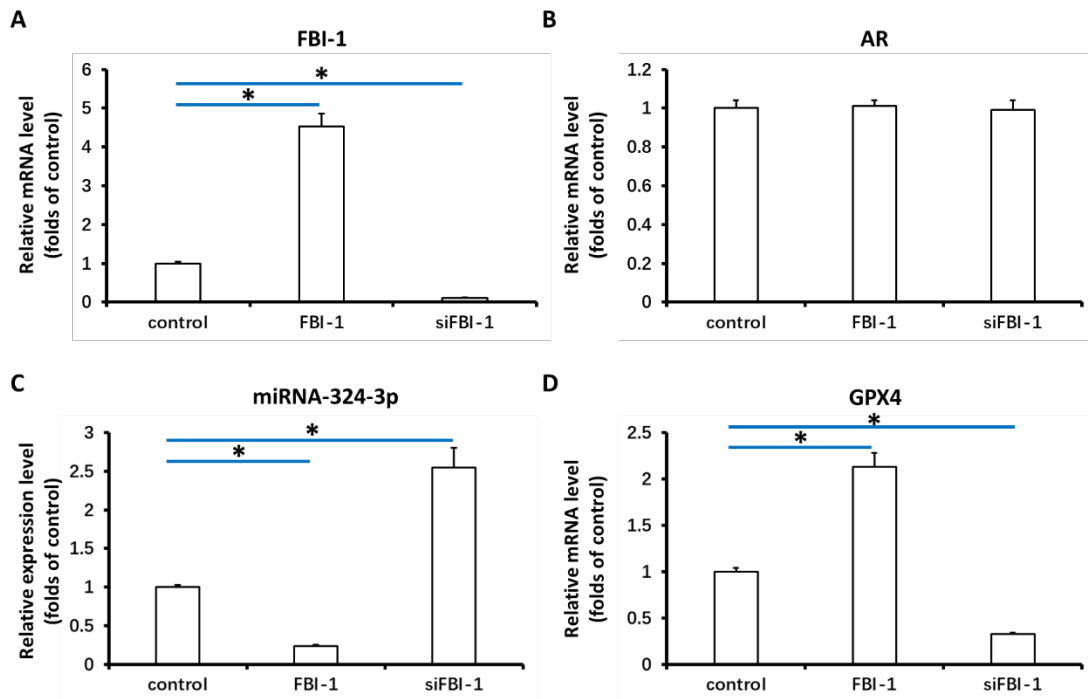 A
FBI-1
Relative mRNA level
(folds of control)
6
5
4
3
2
1
0
*
*
control
FBI-1
siFBI-1
B
AR
Relative mRNA level
(folds of control)
1.2
1
0.8
0.6
0.4
0.2
0
control
FBI-1
siFBI-1
C
miRNA-324-3p
Relative expression level
(folds of control)
3
2.5
2
1.5
1
0.5
0
*
*
control
FBI-1
siFBI-1
D
GPX4
Relative mRNA level
(folds of control)
2.5
2
1.5
1
0.5
0
*
*
control
FBI-1
siFBI-1